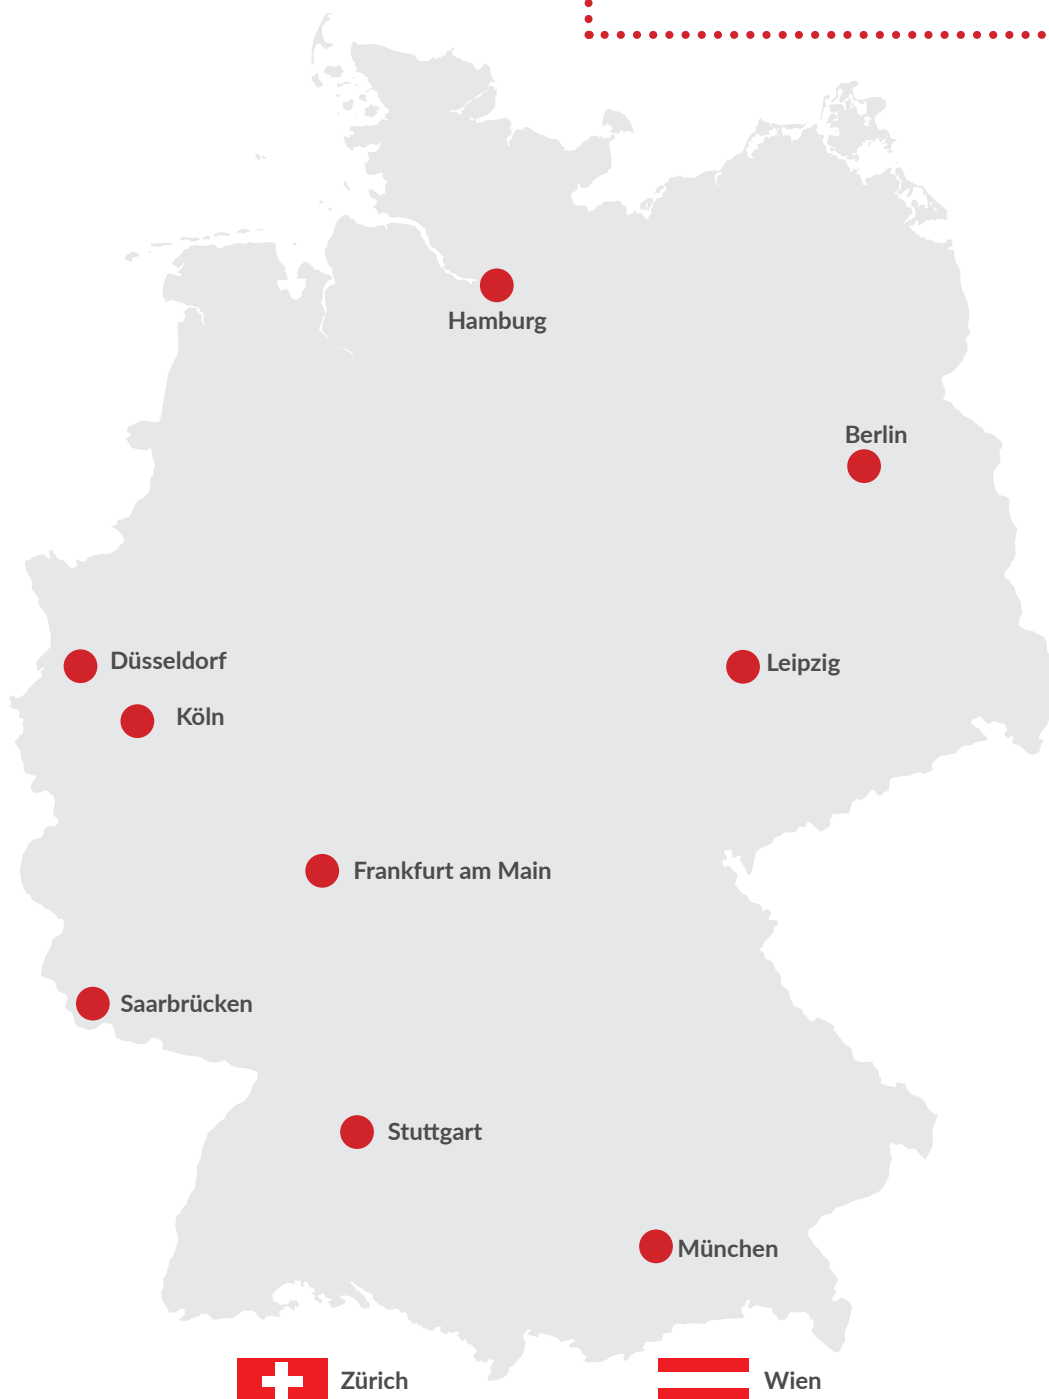 Hamburg
Berlin
Düsseldorf
Leipzig
Köln
Frankfurt am Main
Saarbrücken
Stuttgart
München
Zürich
Wien